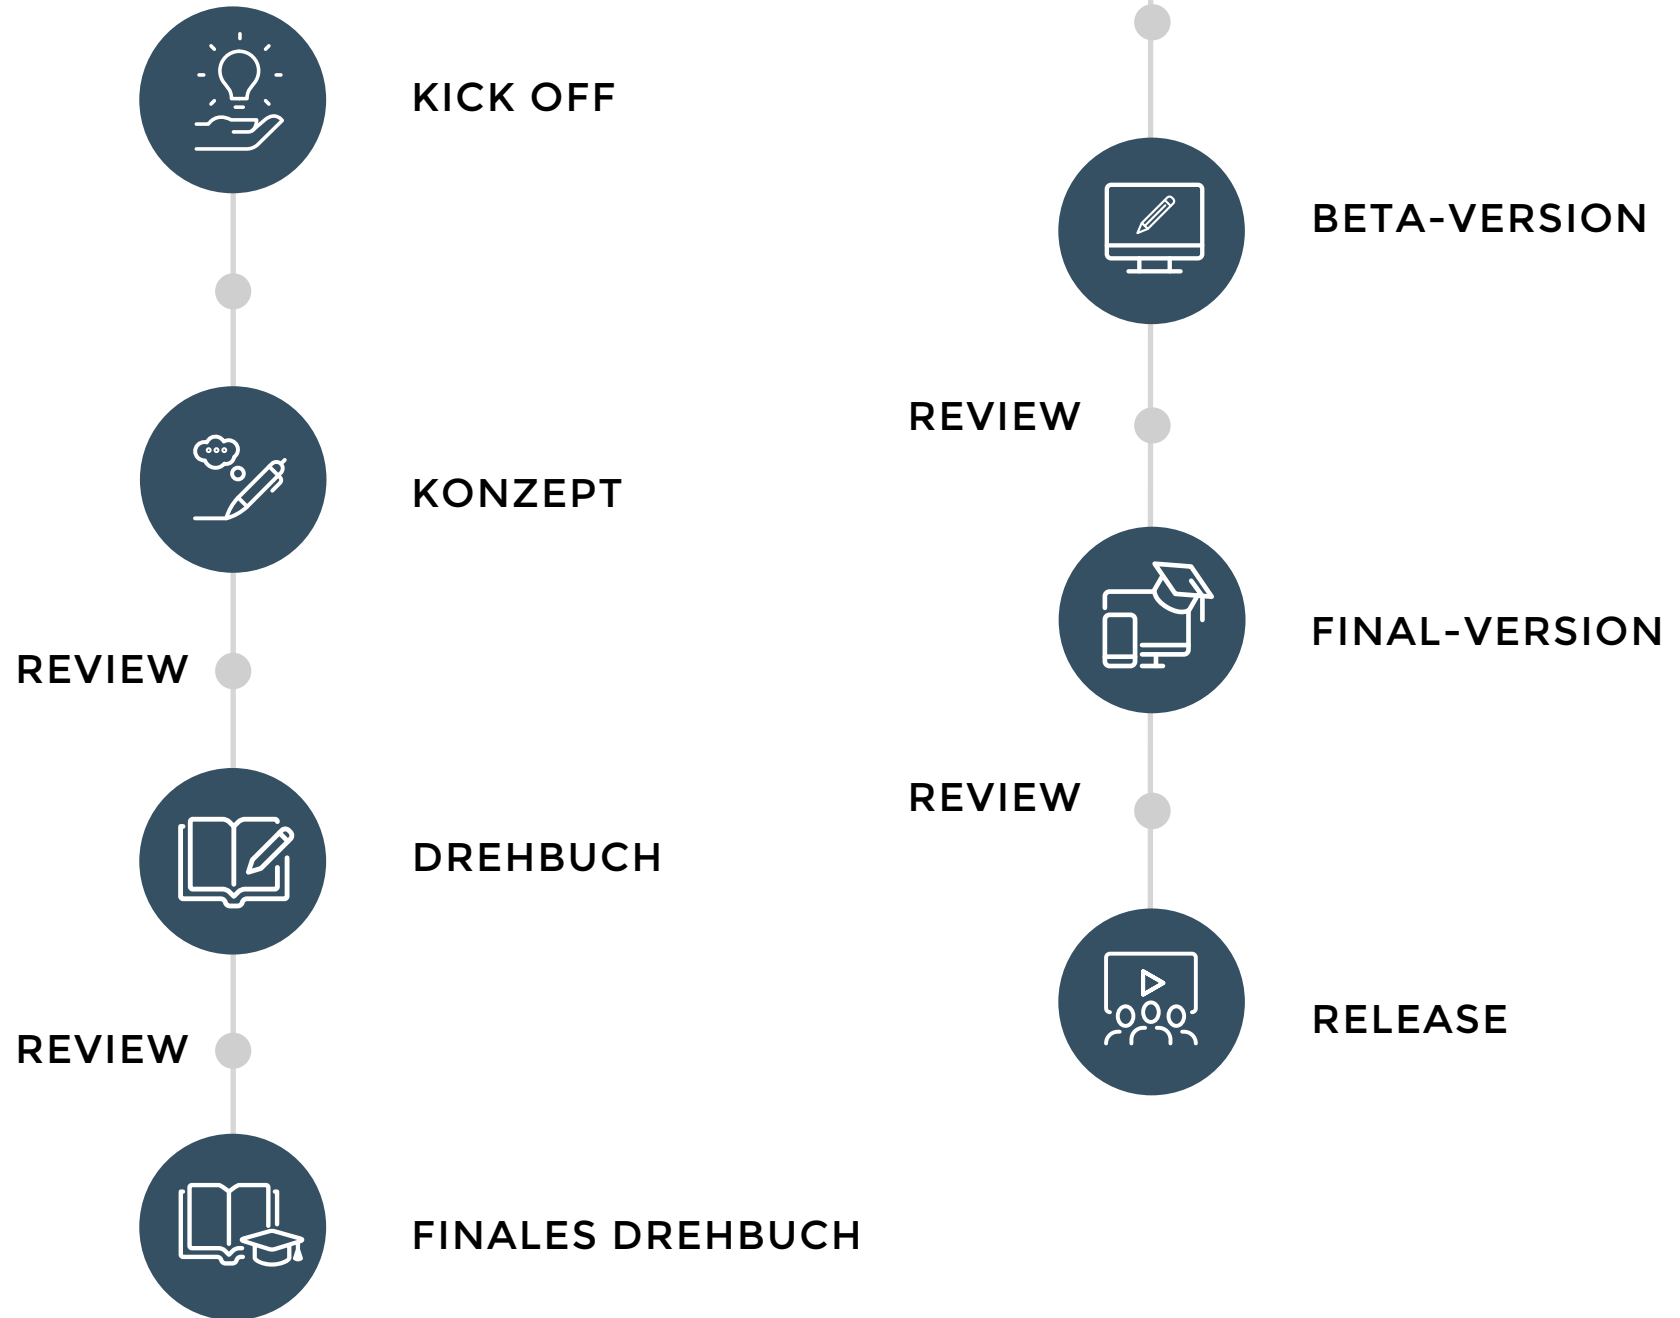 KICK OFF
KONZEPT
REVIEW
DREHBUCH
REVIEW
FINALES DREHBUCH
BETA-VERSION
REVIEW
FINAL-VERSION
REVIEW
RELEASE